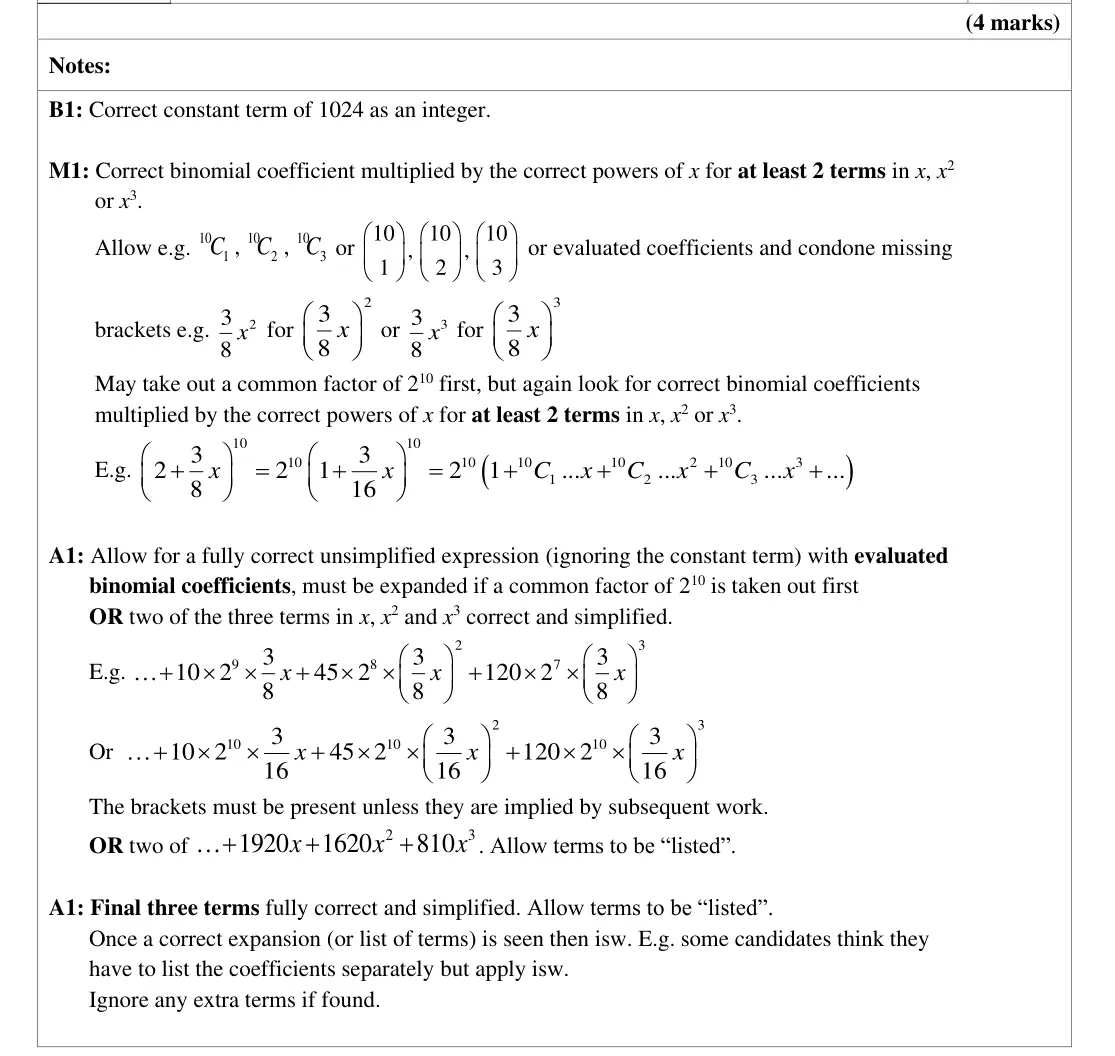 (4 marks)
Notes:
B1: Correct constant term of 1024 as an integer.
M1: Correct binomial coefficient multiplied by the correct powers of x for at least 2 terms in x, x²
or x³.
Allow e.g. ¹⁰C₁ , ¹⁰C₂ , ¹⁰C₃ or (10 1), (10 2), (10 3) or evaluated coefficients and condone missing
brackets e.g. 3/8 x² for (3/8 x)² or 3/8 x³ for (3/8 x)³
May take out a common factor of 2¹⁰ first, but again look for correct binomial coefficients
multiplied by the correct powers of x for at least 2 terms in x, x² or x³.
E.g. (2 + 3/8 x)¹⁰ = 2¹⁰ (1 + 3/16 x)¹⁰ = 2¹⁰ (1 + ¹⁰C₁ ...x + ¹⁰C₂ ...x² + ¹⁰C₃ ...x³ + ...)
A1: Allow for a fully correct unsimplified expression (ignoring the constant term) with evaluated
binomial coefficients, must be expanded if a common factor of 2¹⁰ is taken out first
OR two of the three terms in x, x² and x³ correct and simplified.
E.g. ...+10×2⁹ × 3/8 x + 45×2⁸ × (3/8 x)² + 120×2⁷ × (3/8 x)³
Or ...+10×2¹⁰ × 3/16 x + 45×2¹⁰ × (3/16 x)² + 120×2¹⁰ × (3/16 x)³
The brackets must be present unless they are implied by subsequent work.
OR two of ...+1920x+1620x² +810x³ . Allow terms to be “listed”.
A1: Final three terms fully correct and simplified. Allow terms to be “listed”.
Once a correct expansion (or list of terms) is seen then isw. E.g. some candidates think they
have to list the coefficients separately but apply isw.
Ignore any extra terms if found.